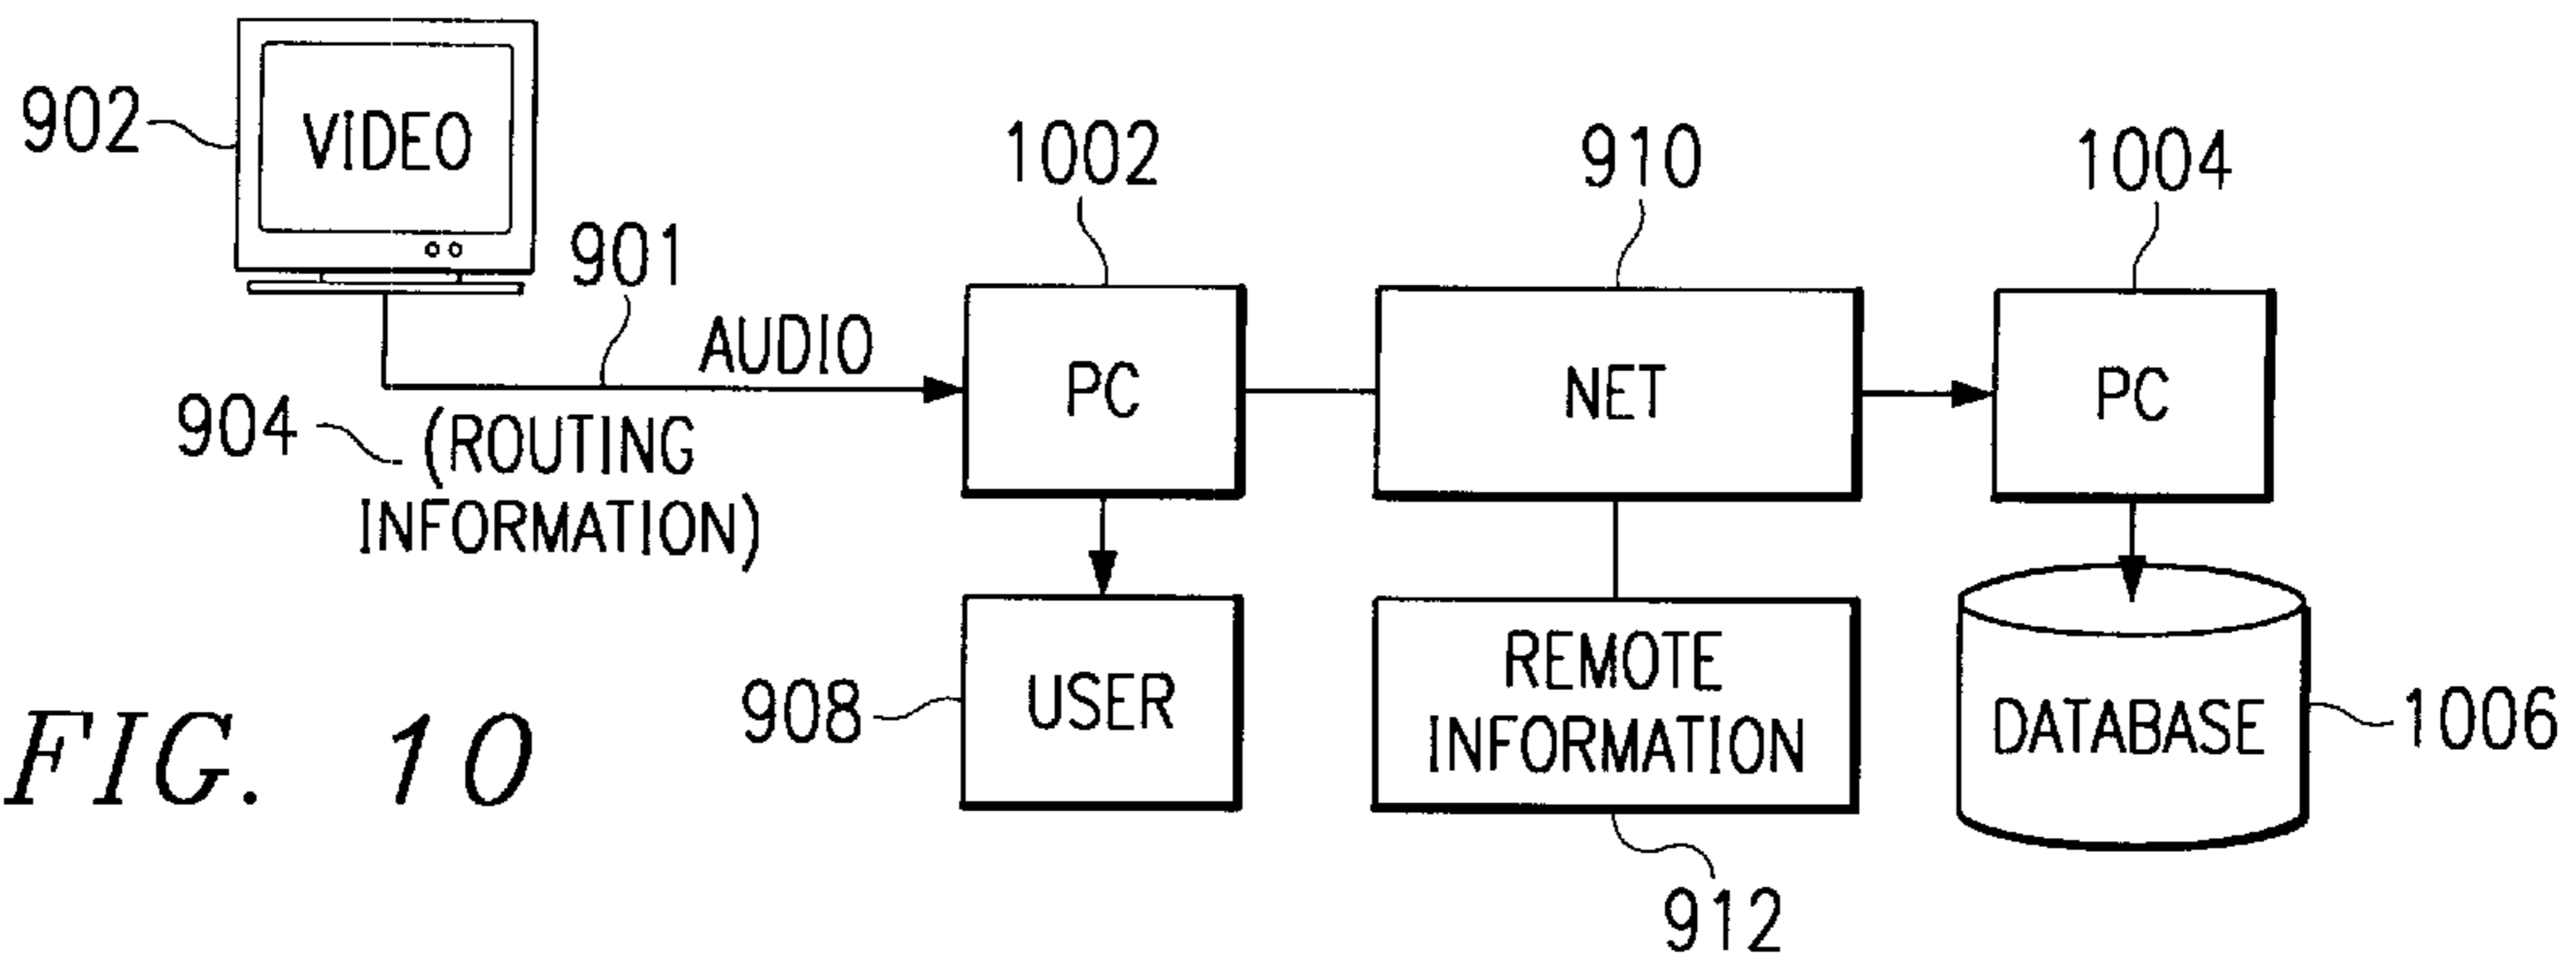 902
VIDEO
901
AUDIO
904
(ROUTING
INFORMATION)
1002
PC
910
NET
1004
PC
908
USER
REMOTE
INFORMATION
912
DATABASE
1006
FIG. 10